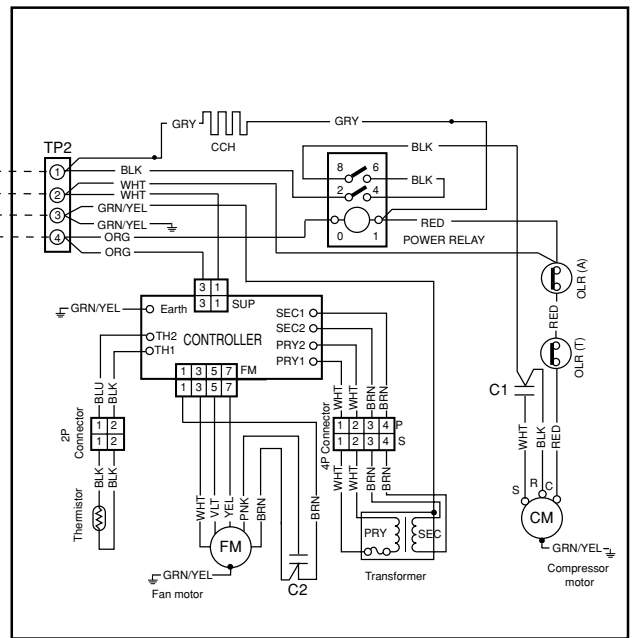 GRY
CCH
GRY
TP2
BLK
8 6
BLK
1
BLK
WHT
2
WHT
2 4
GRN/YEL
3
GRN/YEL
RED
4
ORG
0 1
POWER RELAY
ORG
OLR (A)
3 1
3 1
SUP
RED
GRN/YEL
Earth
SEC1
TH2
CONTROLLER
SEC2
TH1
PRY2
PRY1
OLR (T)
FM
1 3 5 7
1 3 5 7
C1
BLU
BLK
WHT
WHT
BRN
BRN
2P Connector
1 2
1 2
4P Connector
1 2 3 4
P
1 2 3 4
S
WHT
BLK
RED
BLK
BLK
WHT
VLT
YEL
PNK
BRN
BRN
WHT
WHT
BRN
BRN
Thermistor
S
R
C
CM
FM
PRY
SEC
GRN/YEL
Compressor motor
GRN/YEL
Fan motor
C2
Transformer